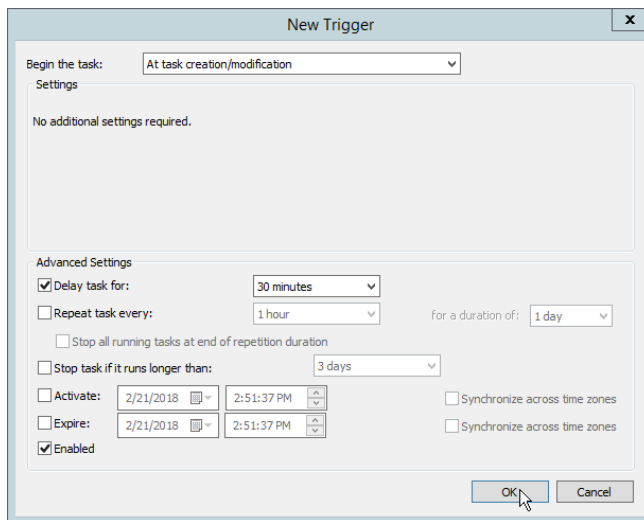 New Trigger
x
Begin the task: At task creation/modification
Settings
No additional settings required.
Advanced Settings
Delay task for: 30 minutes
Repeat task every: 1 hour for a duration of: 1 day
Stop all running tasks at end of repetition duration
Stop task if it runs longer than: 3 days
Activate: 2/21/2018 2:51:37 PM Synchronize across time zones
Expire: 2/21/2018 2:51:37 PM Synchronize across time zones
Enabled
OK Cancel